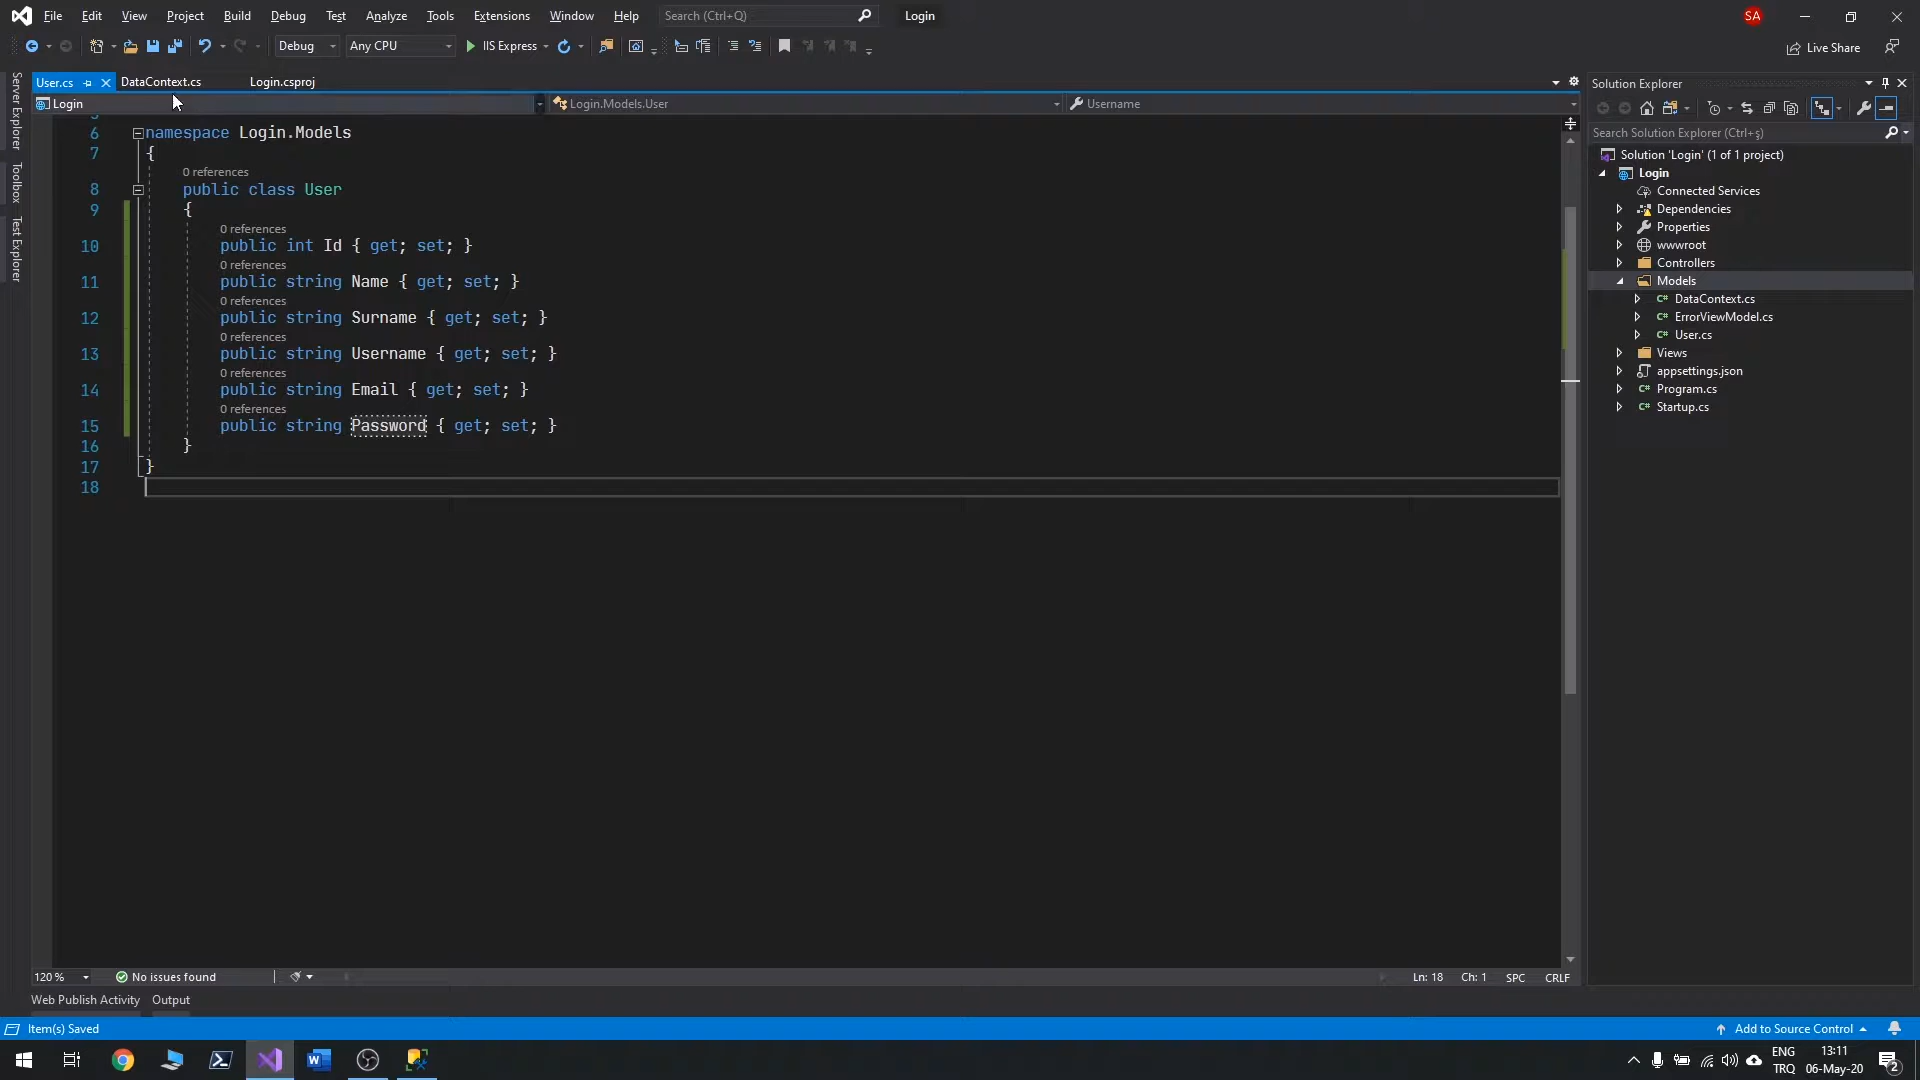 File Edit View Project Build Debug Test Analyze Tools Extensions Window Help Search (Ctrl+Q) Login SA
Debug Any CPU IIS Express Live Share
User.cs DataContext.cs Login.csproj
Login Login.Models.User Username
Server Explorer
Toolbox
Test Explorer
6 namespace Login.Models
7 {
0 references
8 public class User
9 {
0 references
10 public int Id { get; set; }
0 references
11 public string Name { get; set; }
0 references
12 public string Surname { get; set; }
0 references
13 public string Username { get; set; }
0 references
14 public string Email { get; set; }
0 references
15 public string Password { get; set; }
16 }
17 }
18
120 % No issues found Ln: 18 Ch: 1 SPC CRLF
Web Publish Activity Output
Solution Explorer
Search Solution Explorer (Ctrl+ş)
Solution 'Login' (1 of 1 project)
Login
Connected Services
Dependencies
Properties
wwwroot
Controllers
Models
C# DataContext.cs
C# ErrorViewModel.cs
C# User.cs
Views
appsettings.json
C# Program.cs
C# Startup.cs
Item(s) Saved Add to Source Control
ENG 13:11
TRQ 06-May-20 2